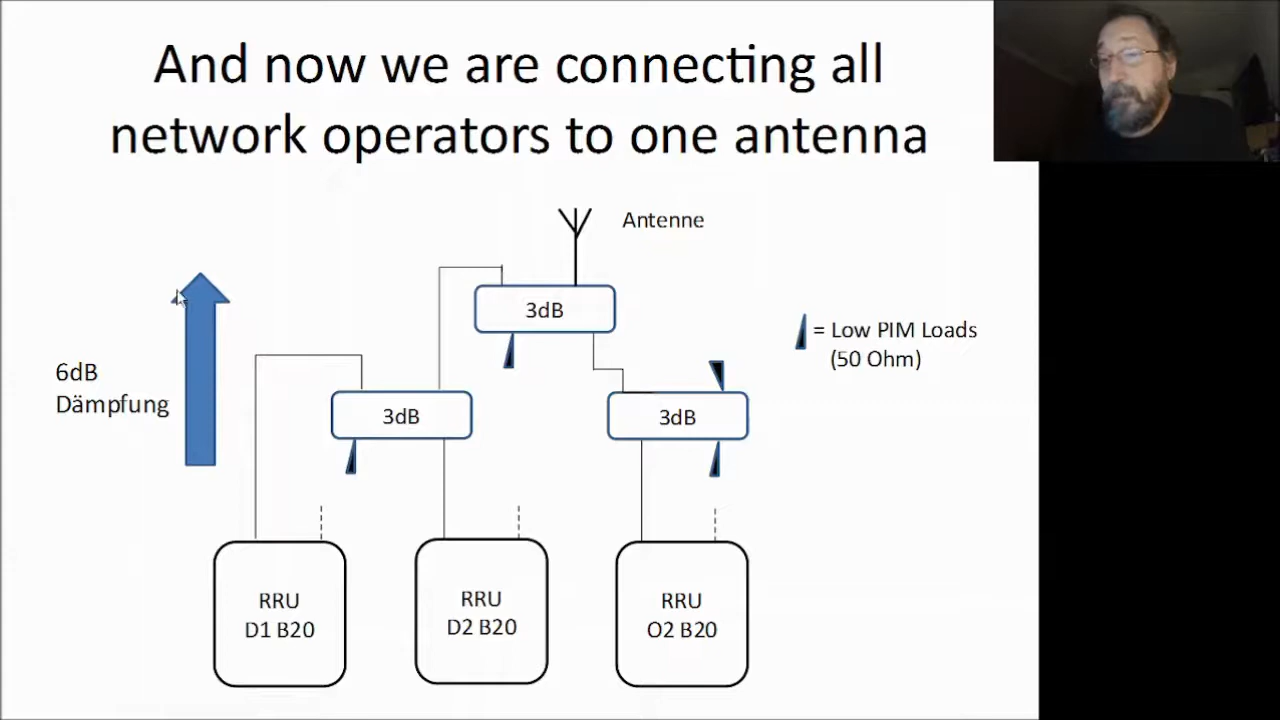 And now we are connecting all
network operators to one antenna
Antenne
3dB
= Low PIM Loads
(50 Ohm)
6dB
Dämpfung
3dB
3dB
RRU
D1 B20
RRU
D2 B20
RRU
O2 B20